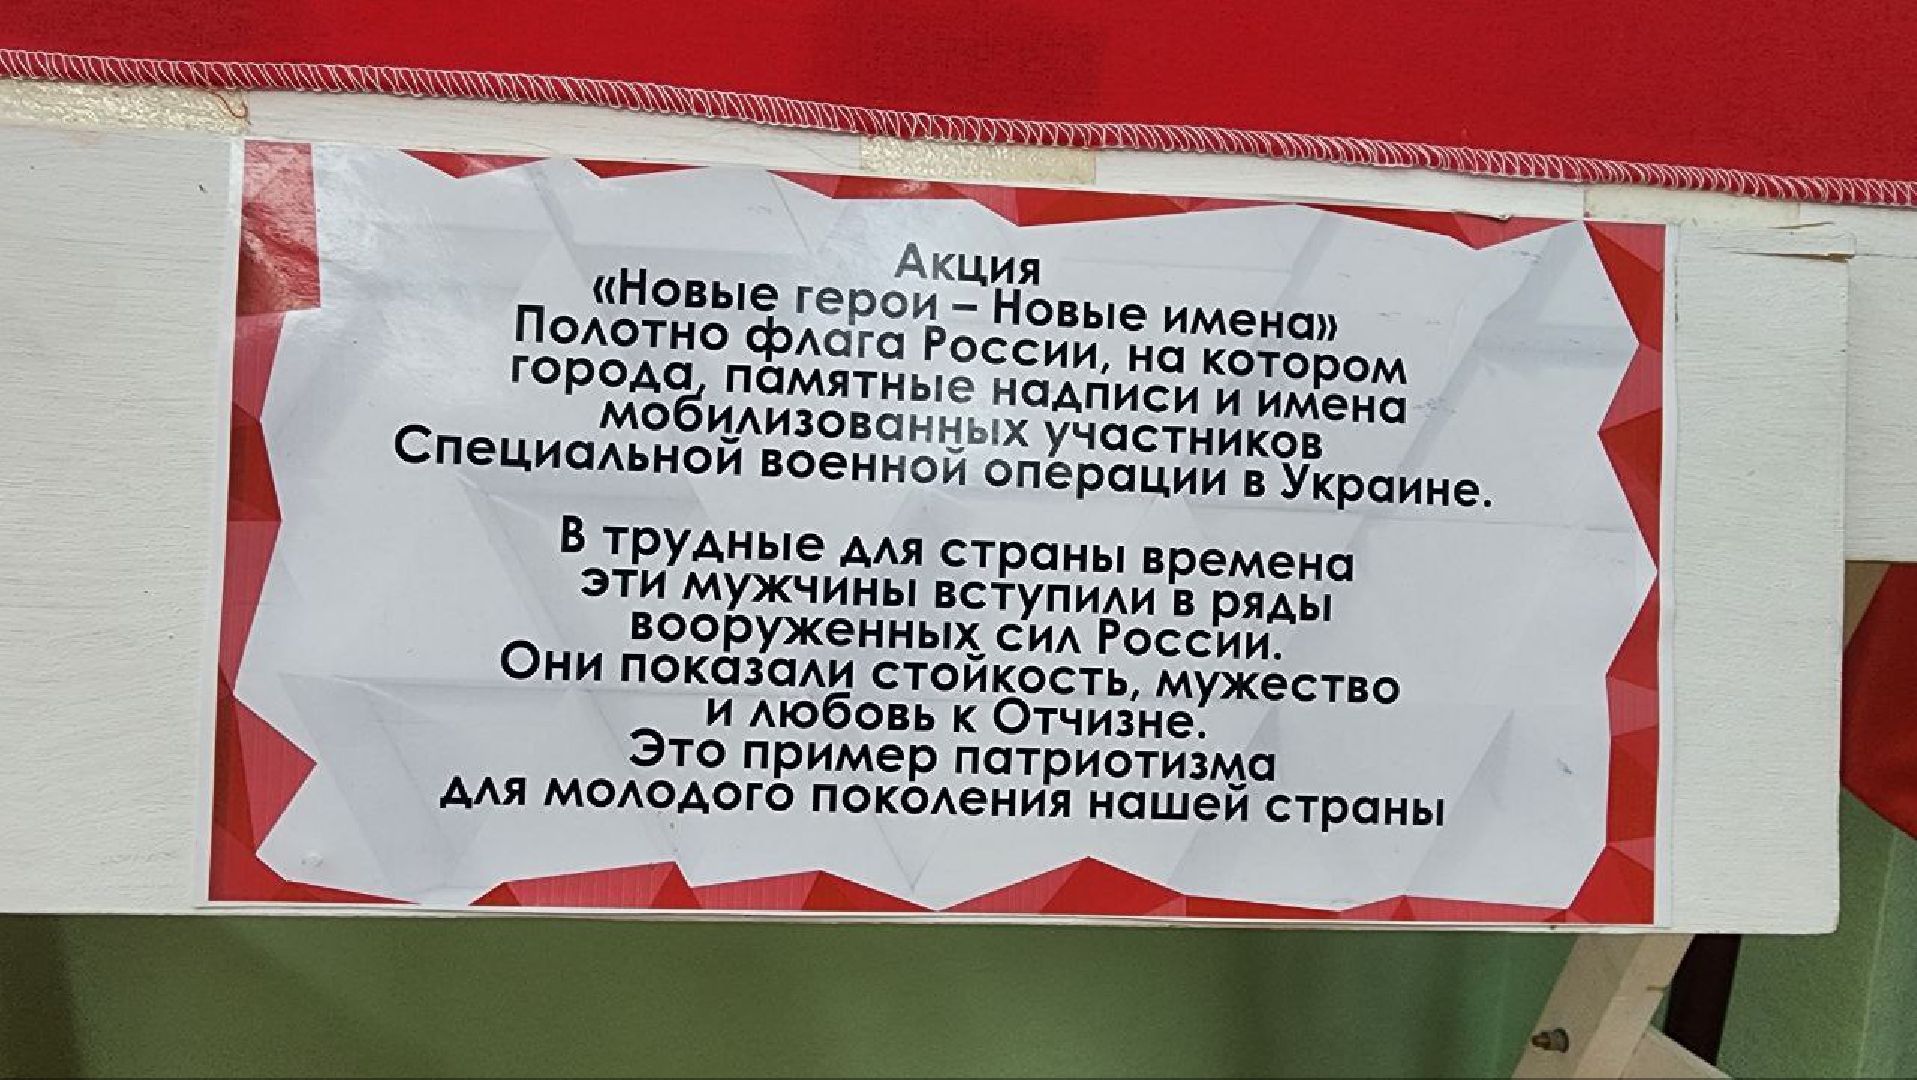 Акция
«Новые герои – Новые имена»
Полотно флага России, на котором
города, памятные надписи и имена
мобилизованных участников
Специальной военной операции в Украине.
В трудные для страны времена
эти мужчины вступили в ряды
вооруженных сил России.
Они показали стойкость, мужество
и любовь к Отчизне.
Это пример патриотизма
для молодого поколения нашей страны